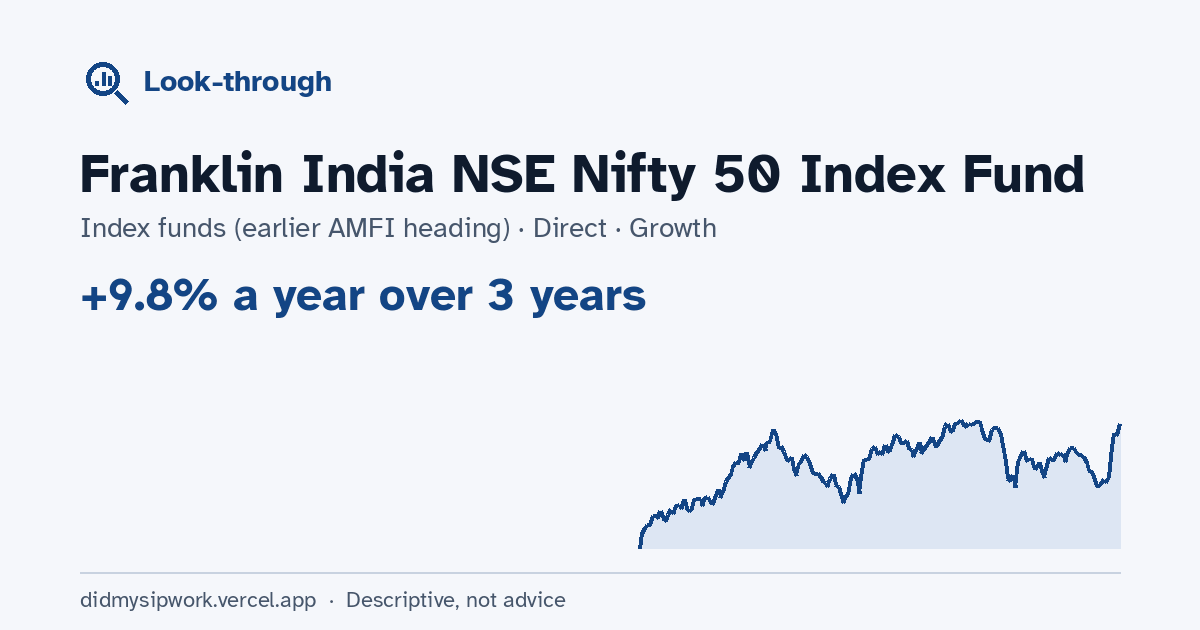 Look-through
Franklin India NSE Nifty 50 Index Fund
Index funds (earlier AMFI heading) · Direct · Growth
+9.8% a year over 3 years
didmysipwork.vercel.app · Descriptive, not advice